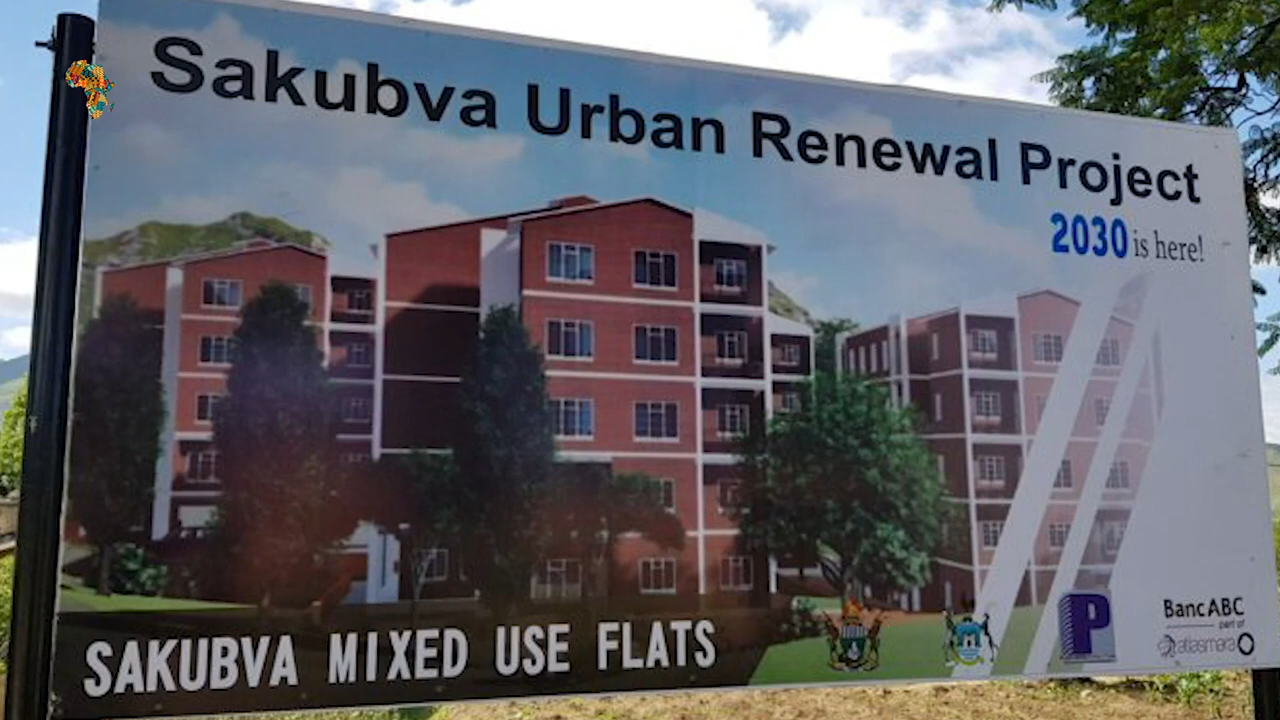 Sakubva Urban Renewal Project
2030 is here!
SAKUBVA MIXED USE FLATS
P
BancABC
part of
atlasmara